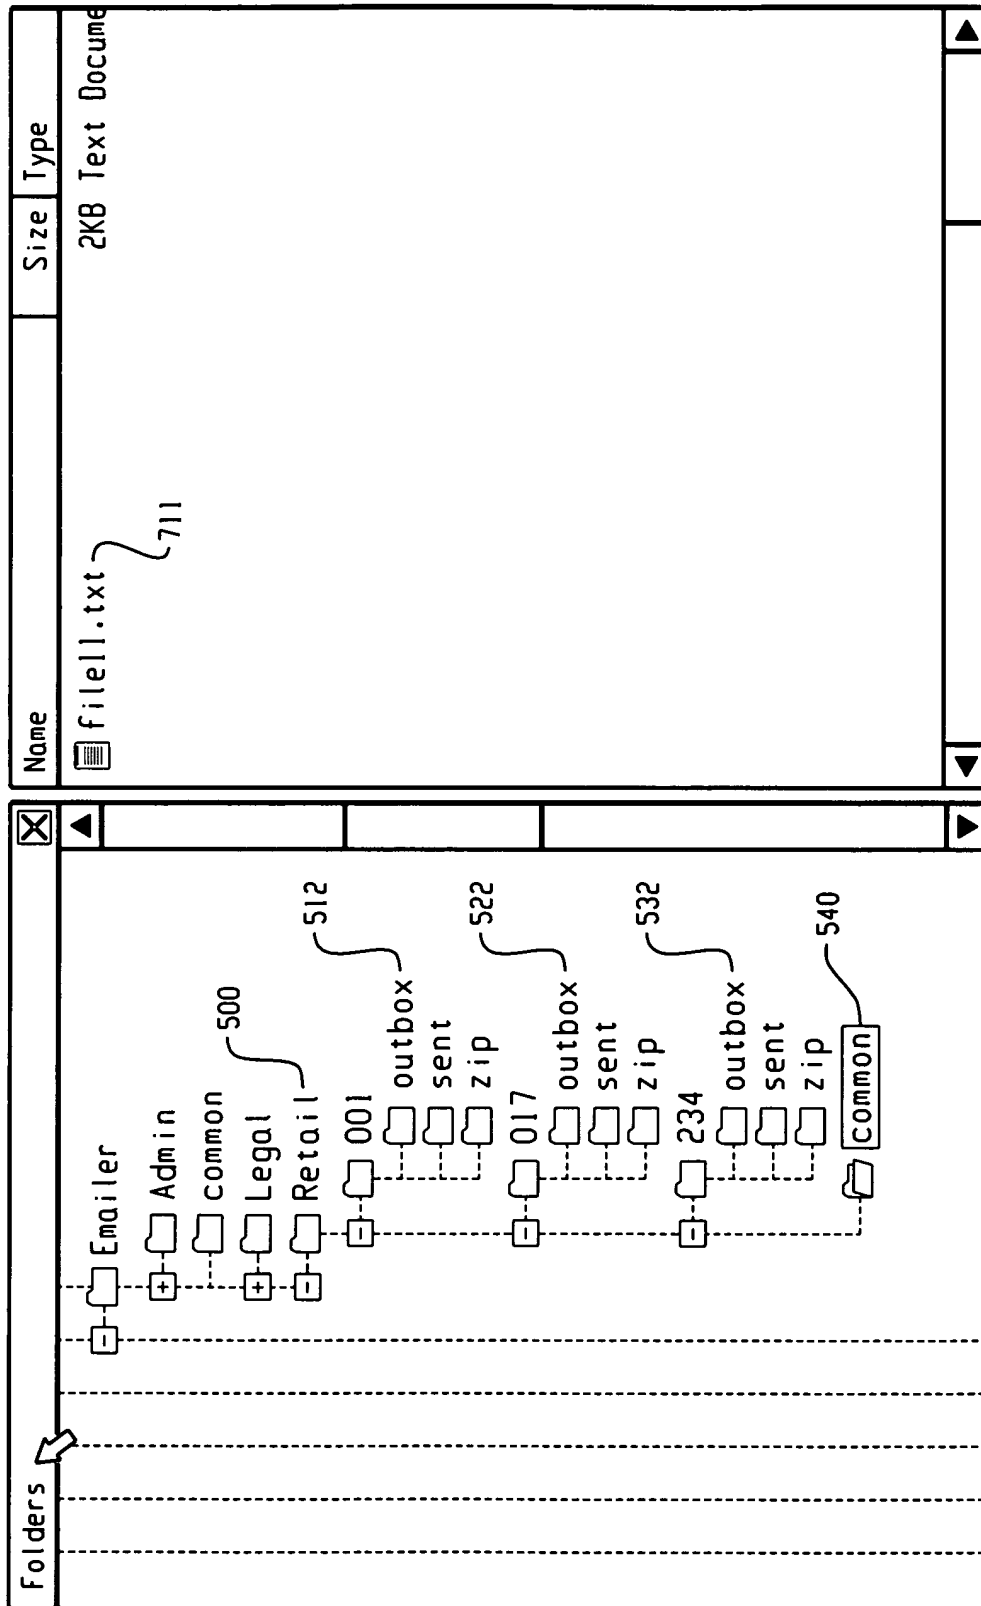 Folders
Emailer
Admin
common
Legal
Retail 500
001
outbox 512
sent
zip
017
outbox 522
sent
zip
234
outbox 532
sent
zip
common 540
Name Size Type
file11.txt 2KB Text Docume
711